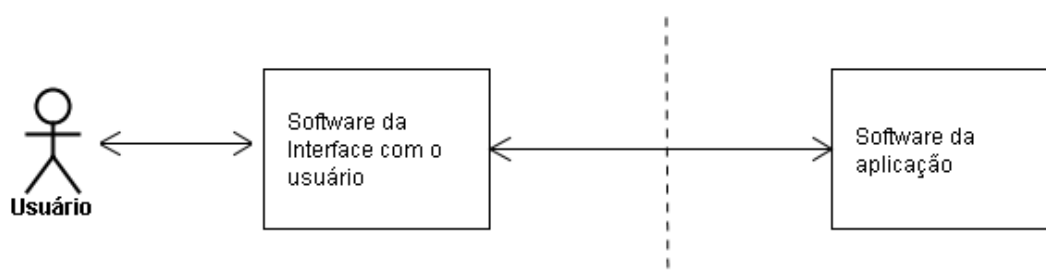 Usuário
Software da
Interface com o
usuário
Software da
aplicação